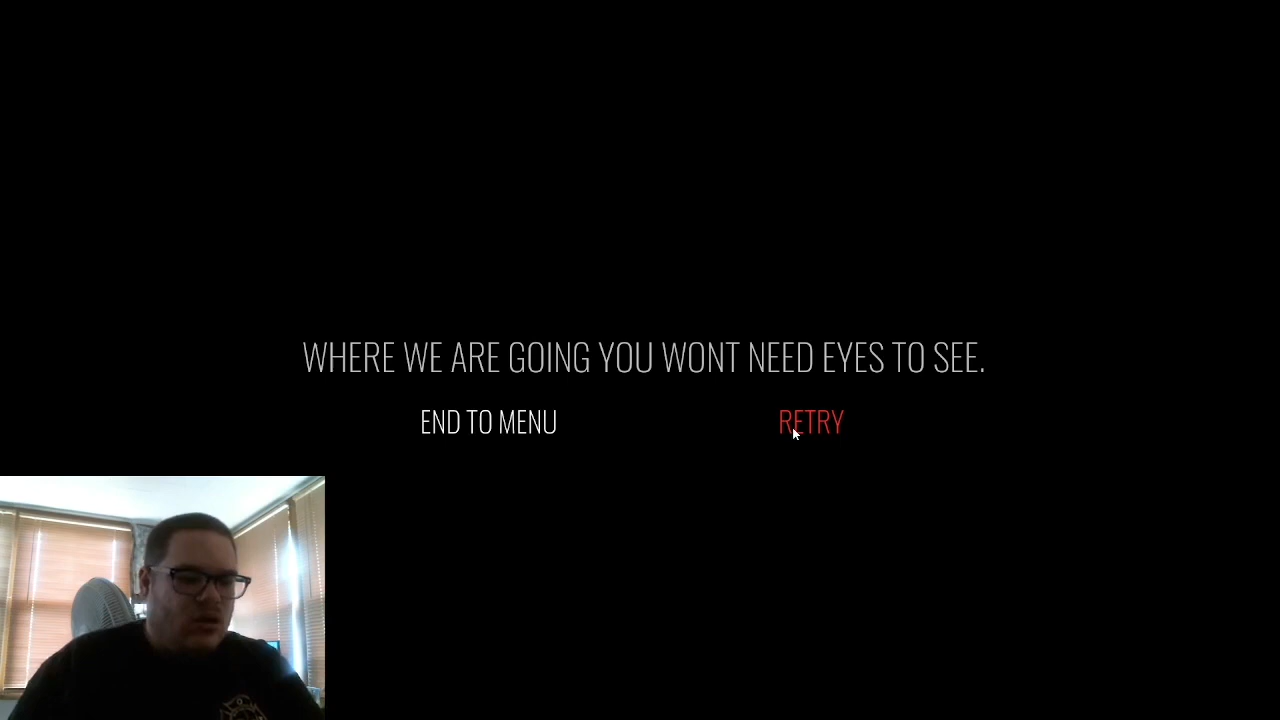 WHERE WE ARE GOING YOU WONT NEED EYES TO SEE.
END TO MENU
RETRY